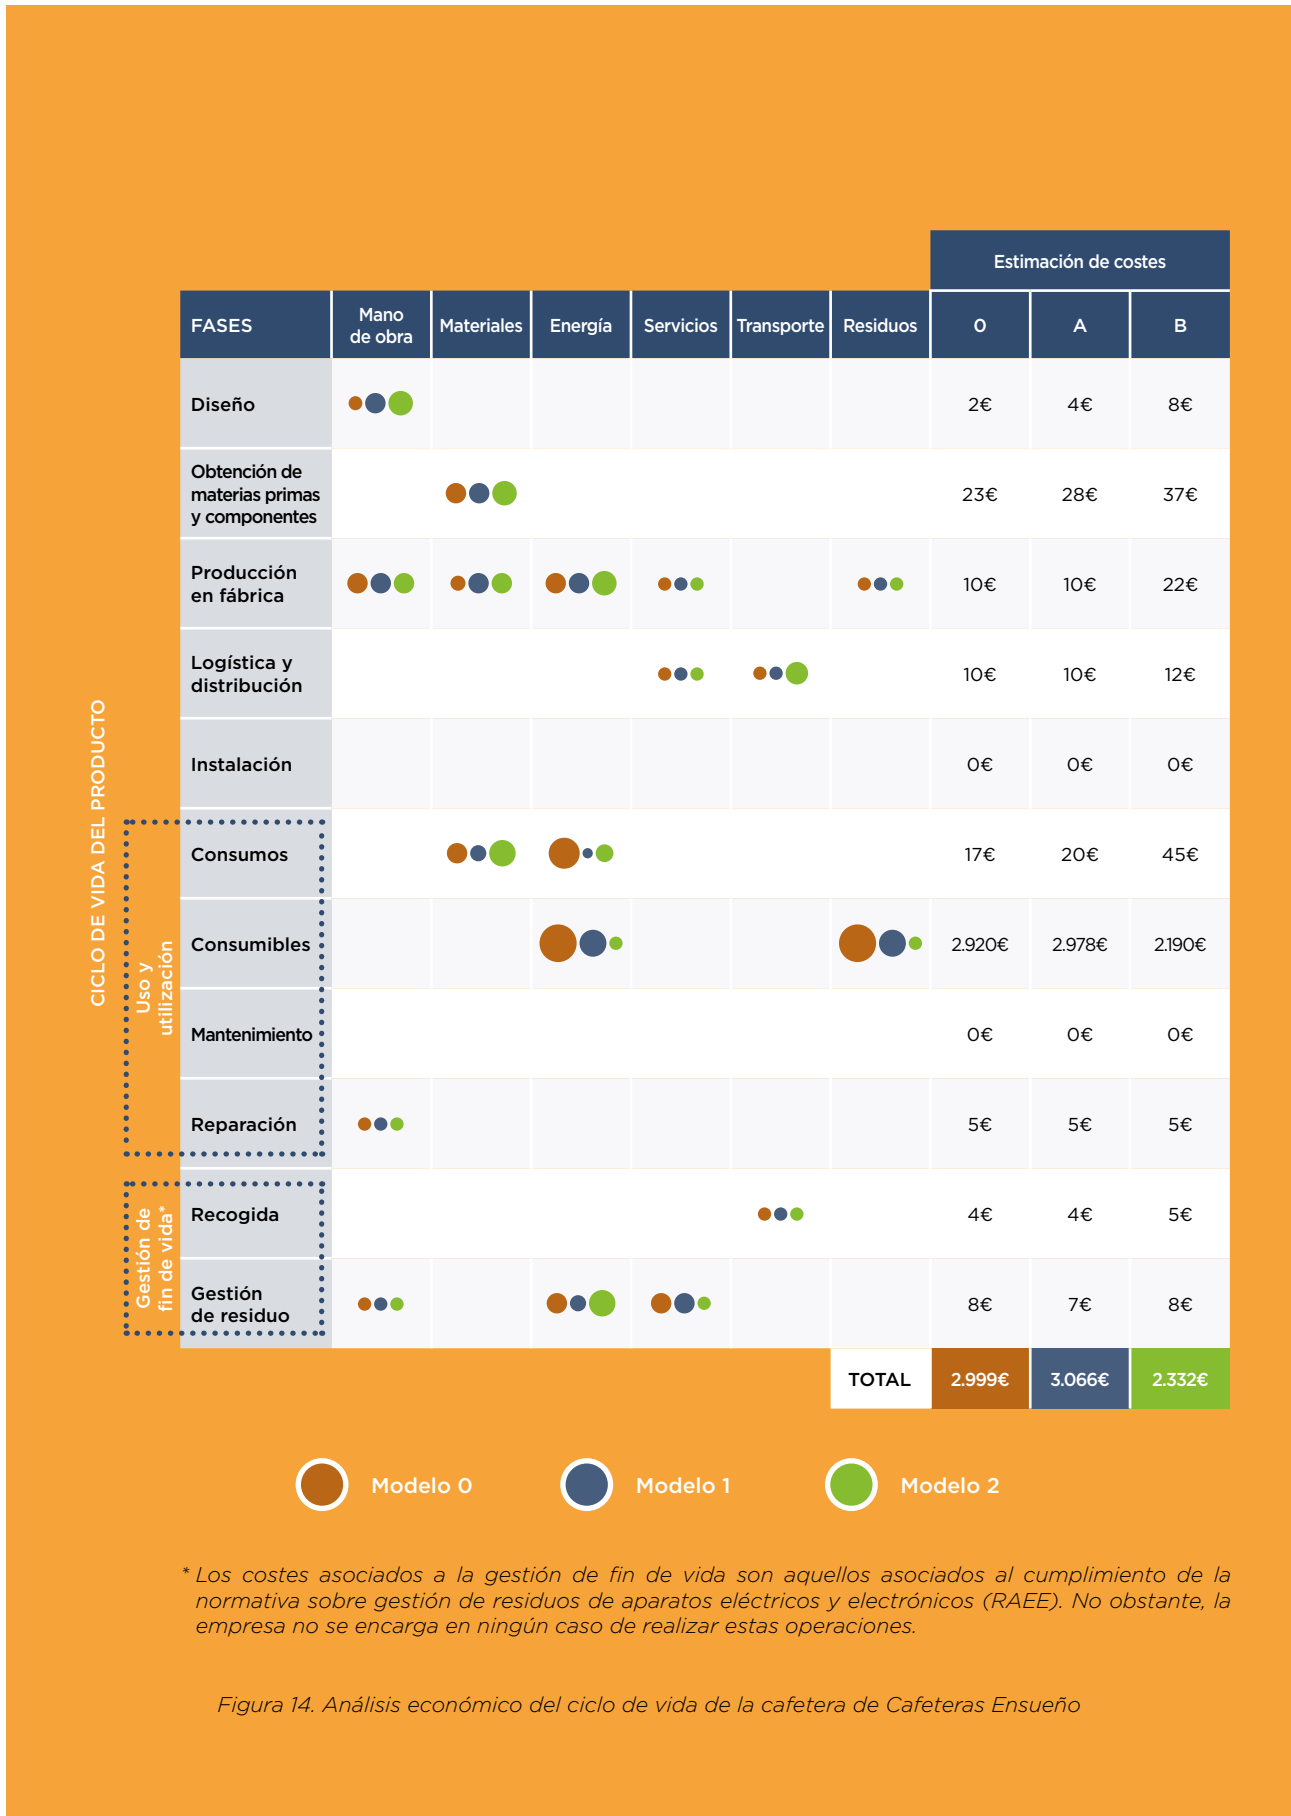 Estimación de costes
FASES
Mano
de obra
Materiales
Energía
Servicios
Transporte
Residuos
0
A
B
Diseño
2€
4€
8€
Obtención de
materias primas
y componentes
23€
28€
37€
Producción
en fábrica
10€
10€
22€
Logística y
distribución
10€
10€
12€
Instalación
0€
0€
0€
CICLO DE VIDA DEL PRODUCTO
Uso y
utilización
Consumos
17€
20€
45€
Consumibles
2.920€
2.978€
2.190€
Mantenimiento
0€
0€
0€
Reparación
5€
5€
5€
Gestión de
fin de vida*
Recogida
4€
4€
5€
Gestión
de residuo
8€
7€
8€
TOTAL
2.999€
3.066€
2.332€
Modelo 0
Modelo 1
Modelo 2
* Los costes asociados a la gestión de fin de vida son aquellos asociados al cumplimiento de la
normativa sobre gestión de residuos de aparatos eléctricos y electrónicos (RAEE). No obstante, la
empresa no se encarga en ningún caso de realizar estas operaciones.
Figura 14. Análisis económico del ciclo de vida de la cafetera de Cafeteras Ensueño